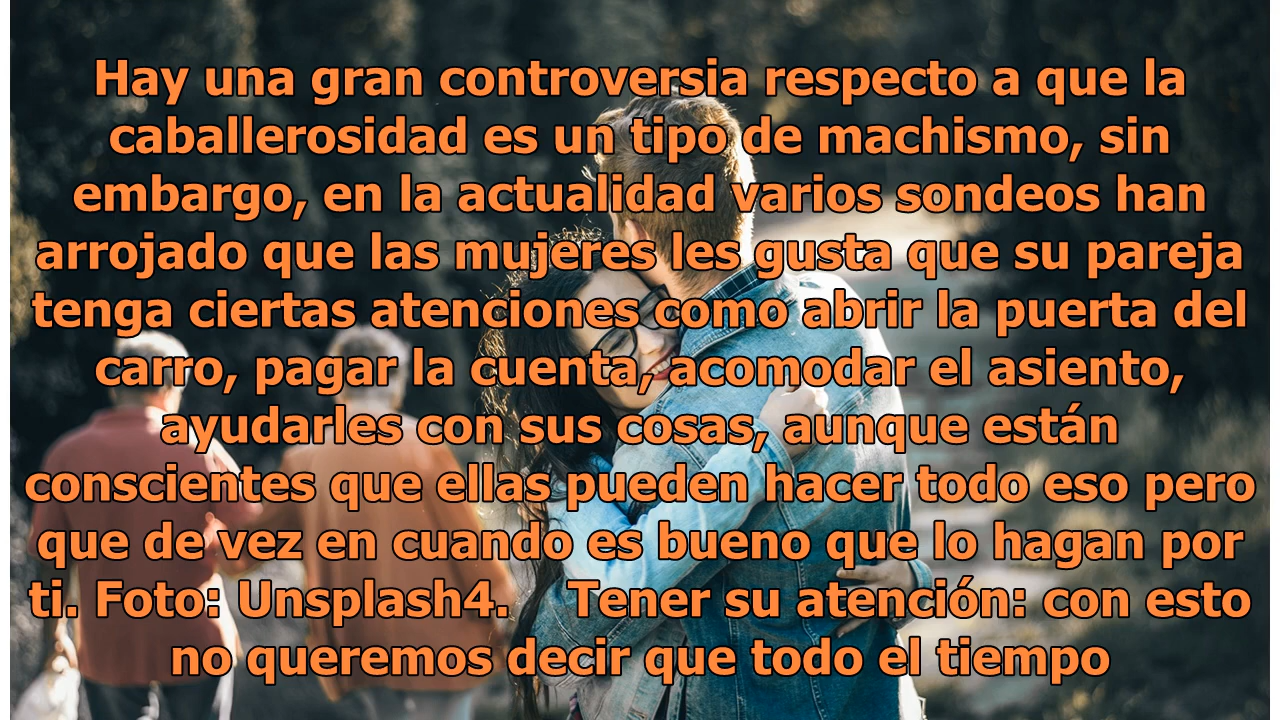 Hay una gran controversia respecto a que la
caballerosidad es un tipo de machismo, sin
embargo, en la actualidad varios sondeos han
arrojado que las mujeres les gusta que su pareja
tenga ciertas atenciones como abrir la puerta del
carro, pagar la cuenta, acomodar el asiento,
ayudarles con sus cosas, aunque están
conscientes que ellas pueden hacer todo eso pero
que de vez en cuando es bueno que lo hagan por
ti. Foto: Unsplash4. Tener su atención: con esto
no queremos decir que todo el tiempo